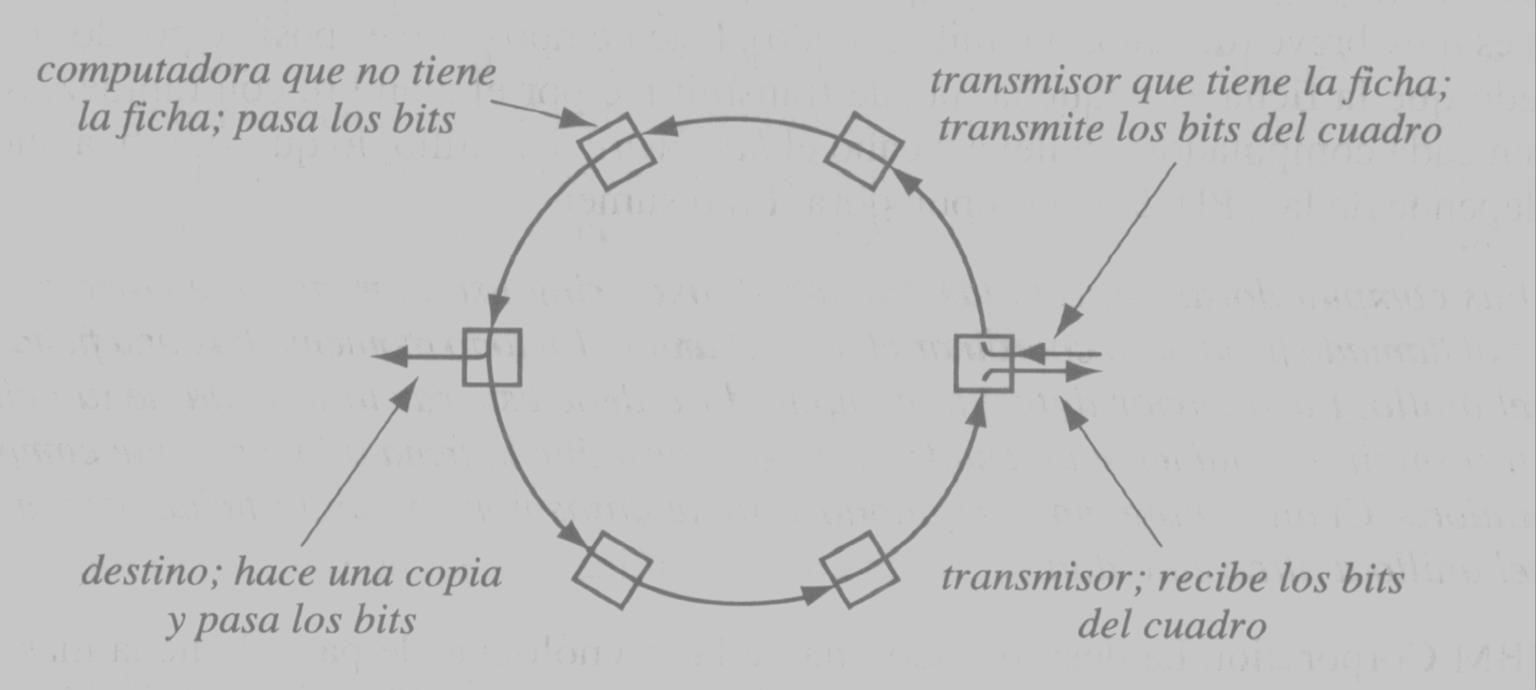 computadora que no tiene
la ficha; pasa los bits
transmisor que tiene la ficha;
transmite los bits del cuadro
destino; hace una copia
y pasa los bits
transmisor; recibe los bits
del cuadro